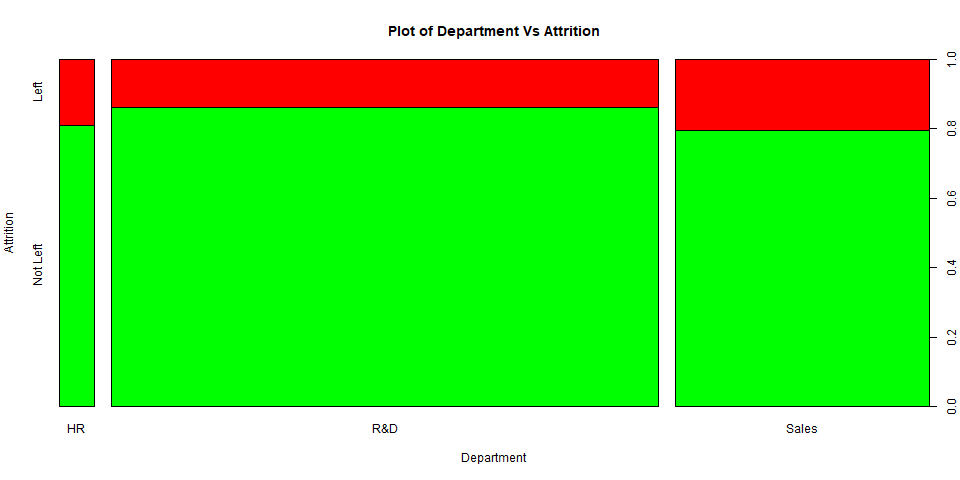 Plot of Department Vs Attrition
Left
Not Left
Attrition
1.0
0.8
0.6
0.4
0.2
0.0
HR
R&D
Sales
Department